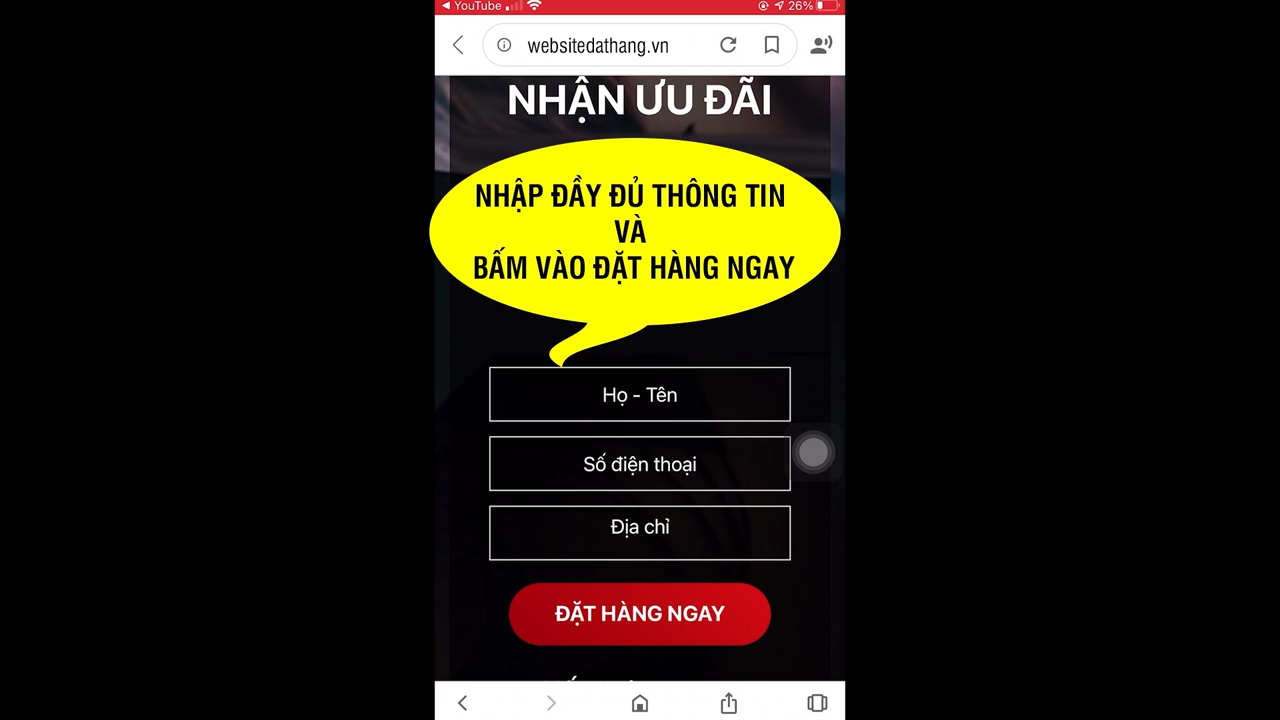 YouTube
26%
websitedathang.vn
NHẬN ƯU ĐÃI
NHẬP ĐẦY ĐỦ THÔNG TIN
VÀ
BẤM VÀO ĐẶT HÀNG NGAY
Họ - Tên
Số điện thoại
Địa chỉ
ĐẶT HÀNG NGAY